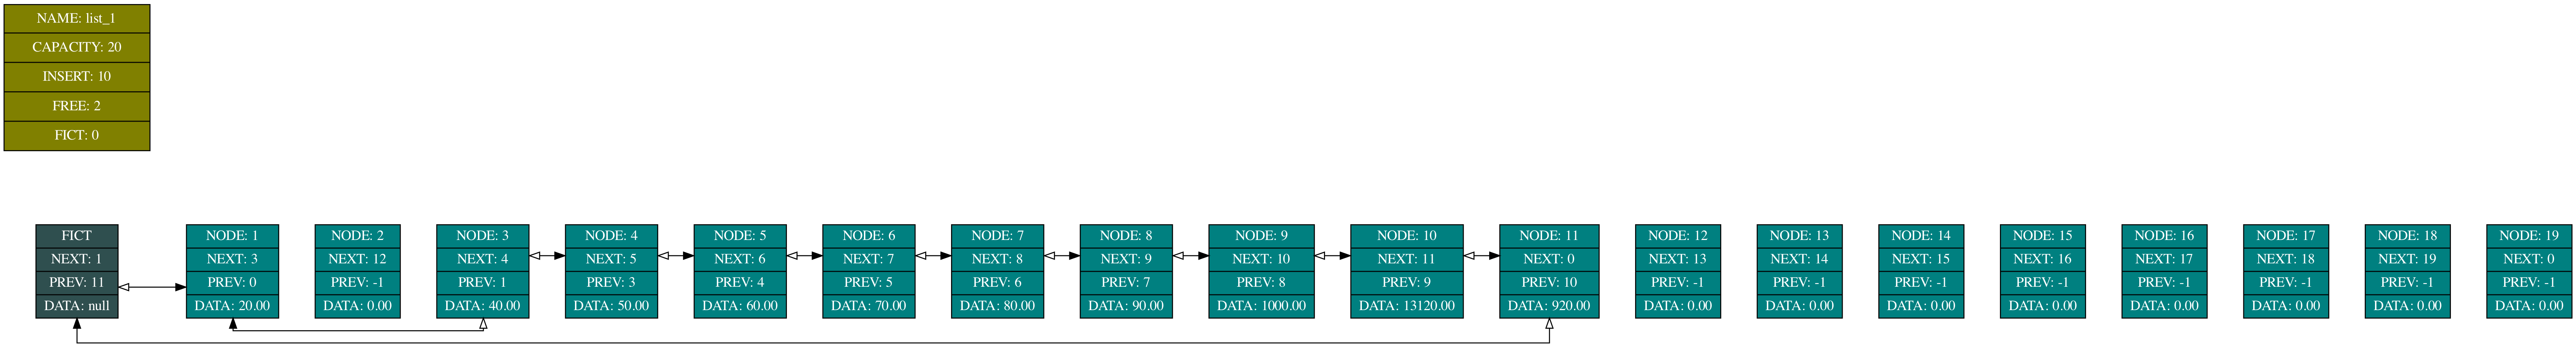 NAME: list_1
CAPACITY: 20
INSERT: 10
FREE: 2
FICT: 0
FICT
NEXT: 1
PREV: 11
DATA: null
NODE: 1
NEXT: 3
PREV: 0
DATA: 20.00
NODE: 2
NEXT: 12
PREV: -1
DATA: 0.00
NODE: 3
NEXT: 4
PREV: 1
DATA: 40.00
NODE: 4
NEXT: 5
PREV: 3
DATA: 50.00
NODE: 5
NEXT: 6
PREV: 4
DATA: 60.00
NODE: 6
NEXT: 7
PREV: 5
DATA: 70.00
NODE: 7
NEXT: 8
PREV: 6
DATA: 80.00
NODE: 8
NEXT: 9
PREV: 7
DATA: 90.00
NODE: 9
NEXT: 10
PREV: 8
DATA: 1000.00
NODE: 10
NEXT: 11
PREV: 9
DATA: 13120.00
NODE: 11
NEXT: 0
PREV: 10
DATA: 920.00
NODE: 12
NEXT: 13
PREV: -1
DATA: 0.00
NODE: 13
NEXT: 14
PREV: -1
DATA: 0.00
NODE: 14
NEXT: 15
PREV: -1
DATA: 0.00
NODE: 15
NEXT: 16
PREV: -1
DATA: 0.00
NODE: 16
NEXT: 17
PREV: -1
DATA: 0.00
NODE: 17
NEXT: 18
PREV: -1
DATA: 0.00
NODE: 18
NEXT: 19
PREV: -1
DATA: 0.00
NODE: 19
NEXT: 0
PREV: -1
DATA: 0.00